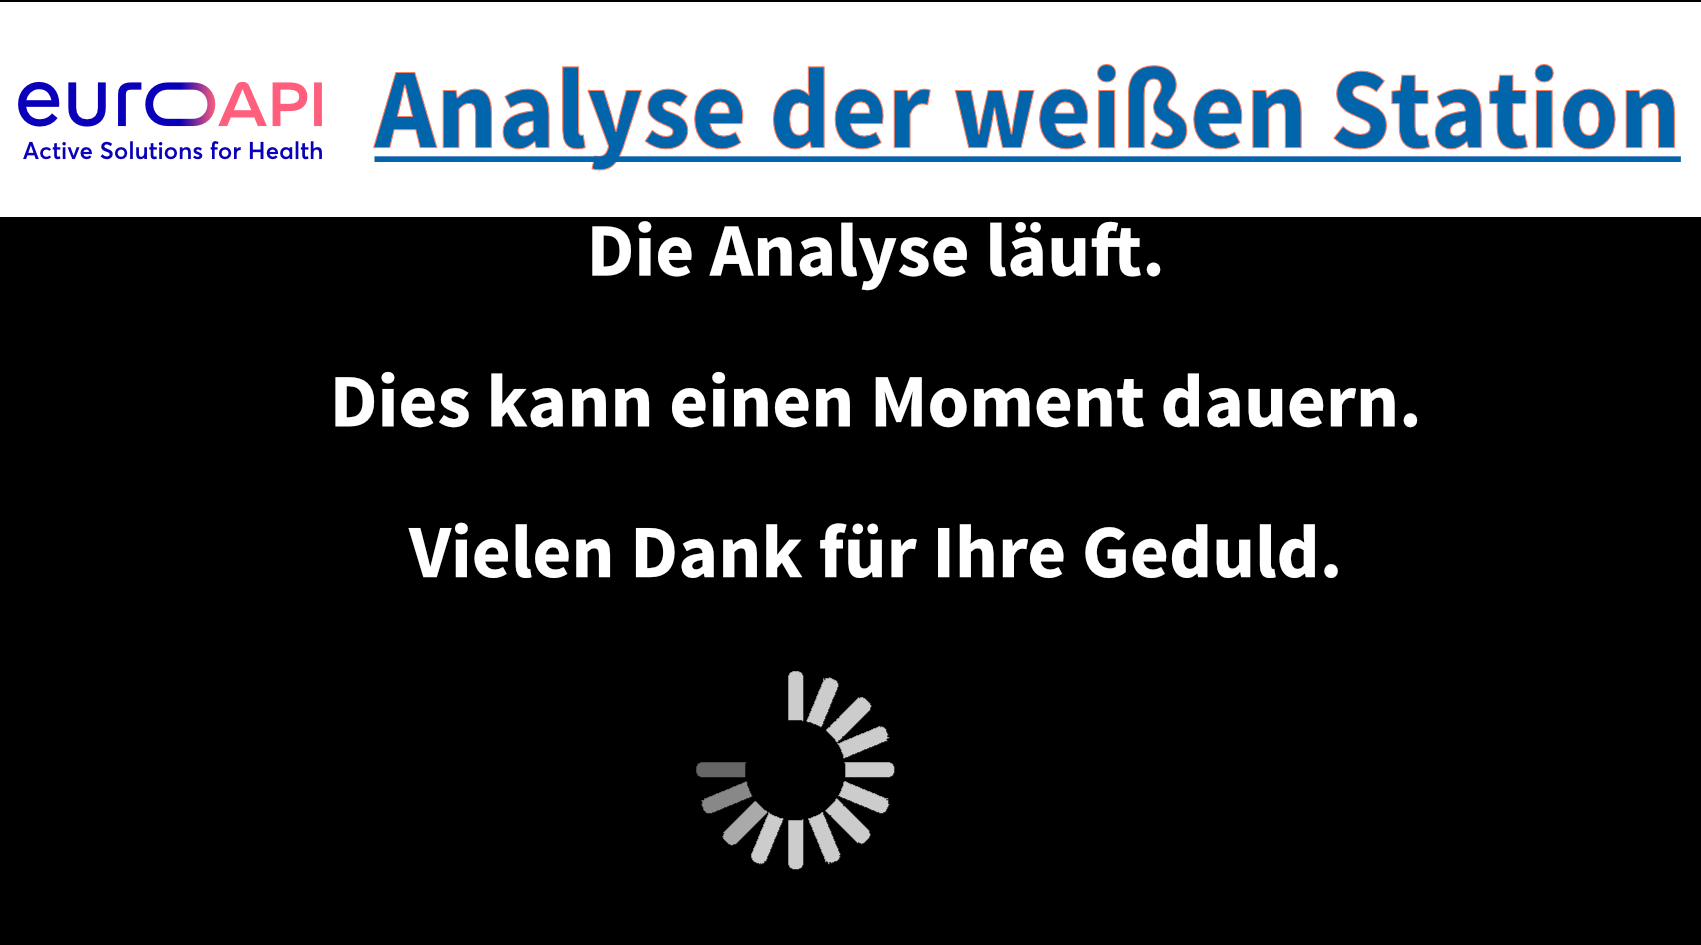 euroAPI
Active Solutions for Health
Analyse der weißen Station
Die Analyse läuft.
Dies kann einen Moment dauern.
Vielen Dank für Ihre Geduld.